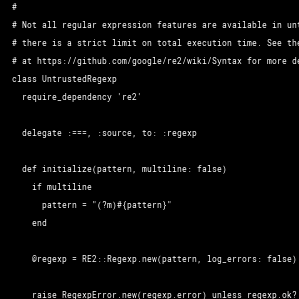 #
# Not all regular expression features are available in unt
# there is a strict limit on total execution time. See the
# at https://github.com/google/re2/wiki/Syntax for more de
class UntrustedRegexp
require_dependency 're2'
delegate :===, :source, to: :regexp
def initialize(pattern, multiline: false)
if multiline
pattern = "(?m)#{pattern}"
end
@regexp = RE2::Regexp.new(pattern, log_errors: false)
raise RegexpError.new(regexp.error) unless regexp.ok?